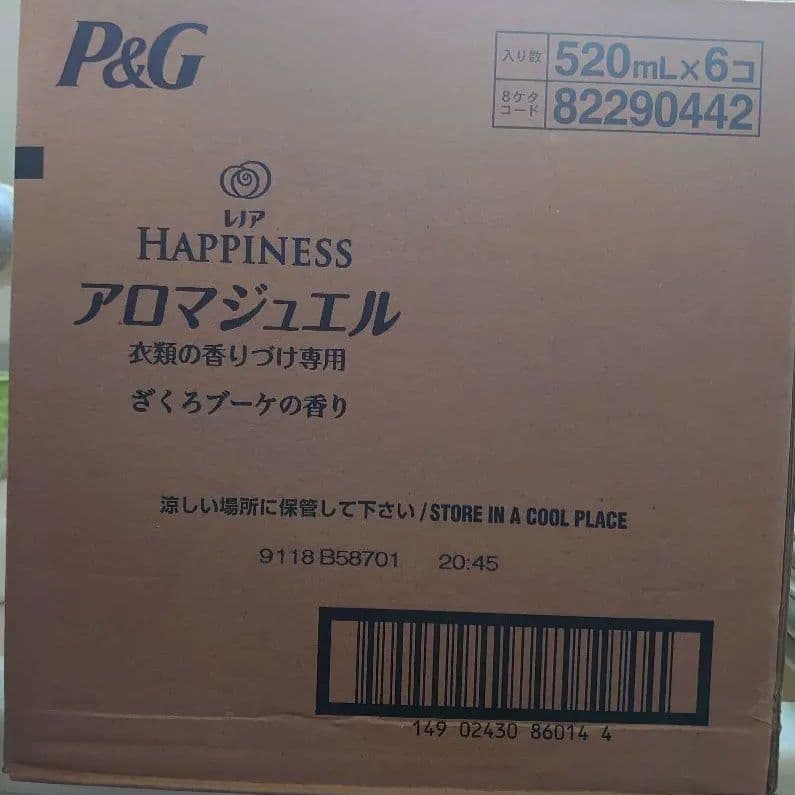 P&G
入り数 520mL×6コ
8ケタコード 82290442
レノア
HAPPINESS
アロマジュエル
衣類の香りづけ専用
ざくろブーケの香り
涼しい場所に保管して下さい/STORE IN A COOL PLACE
9118B58701 20:45
149 02430 86014 4